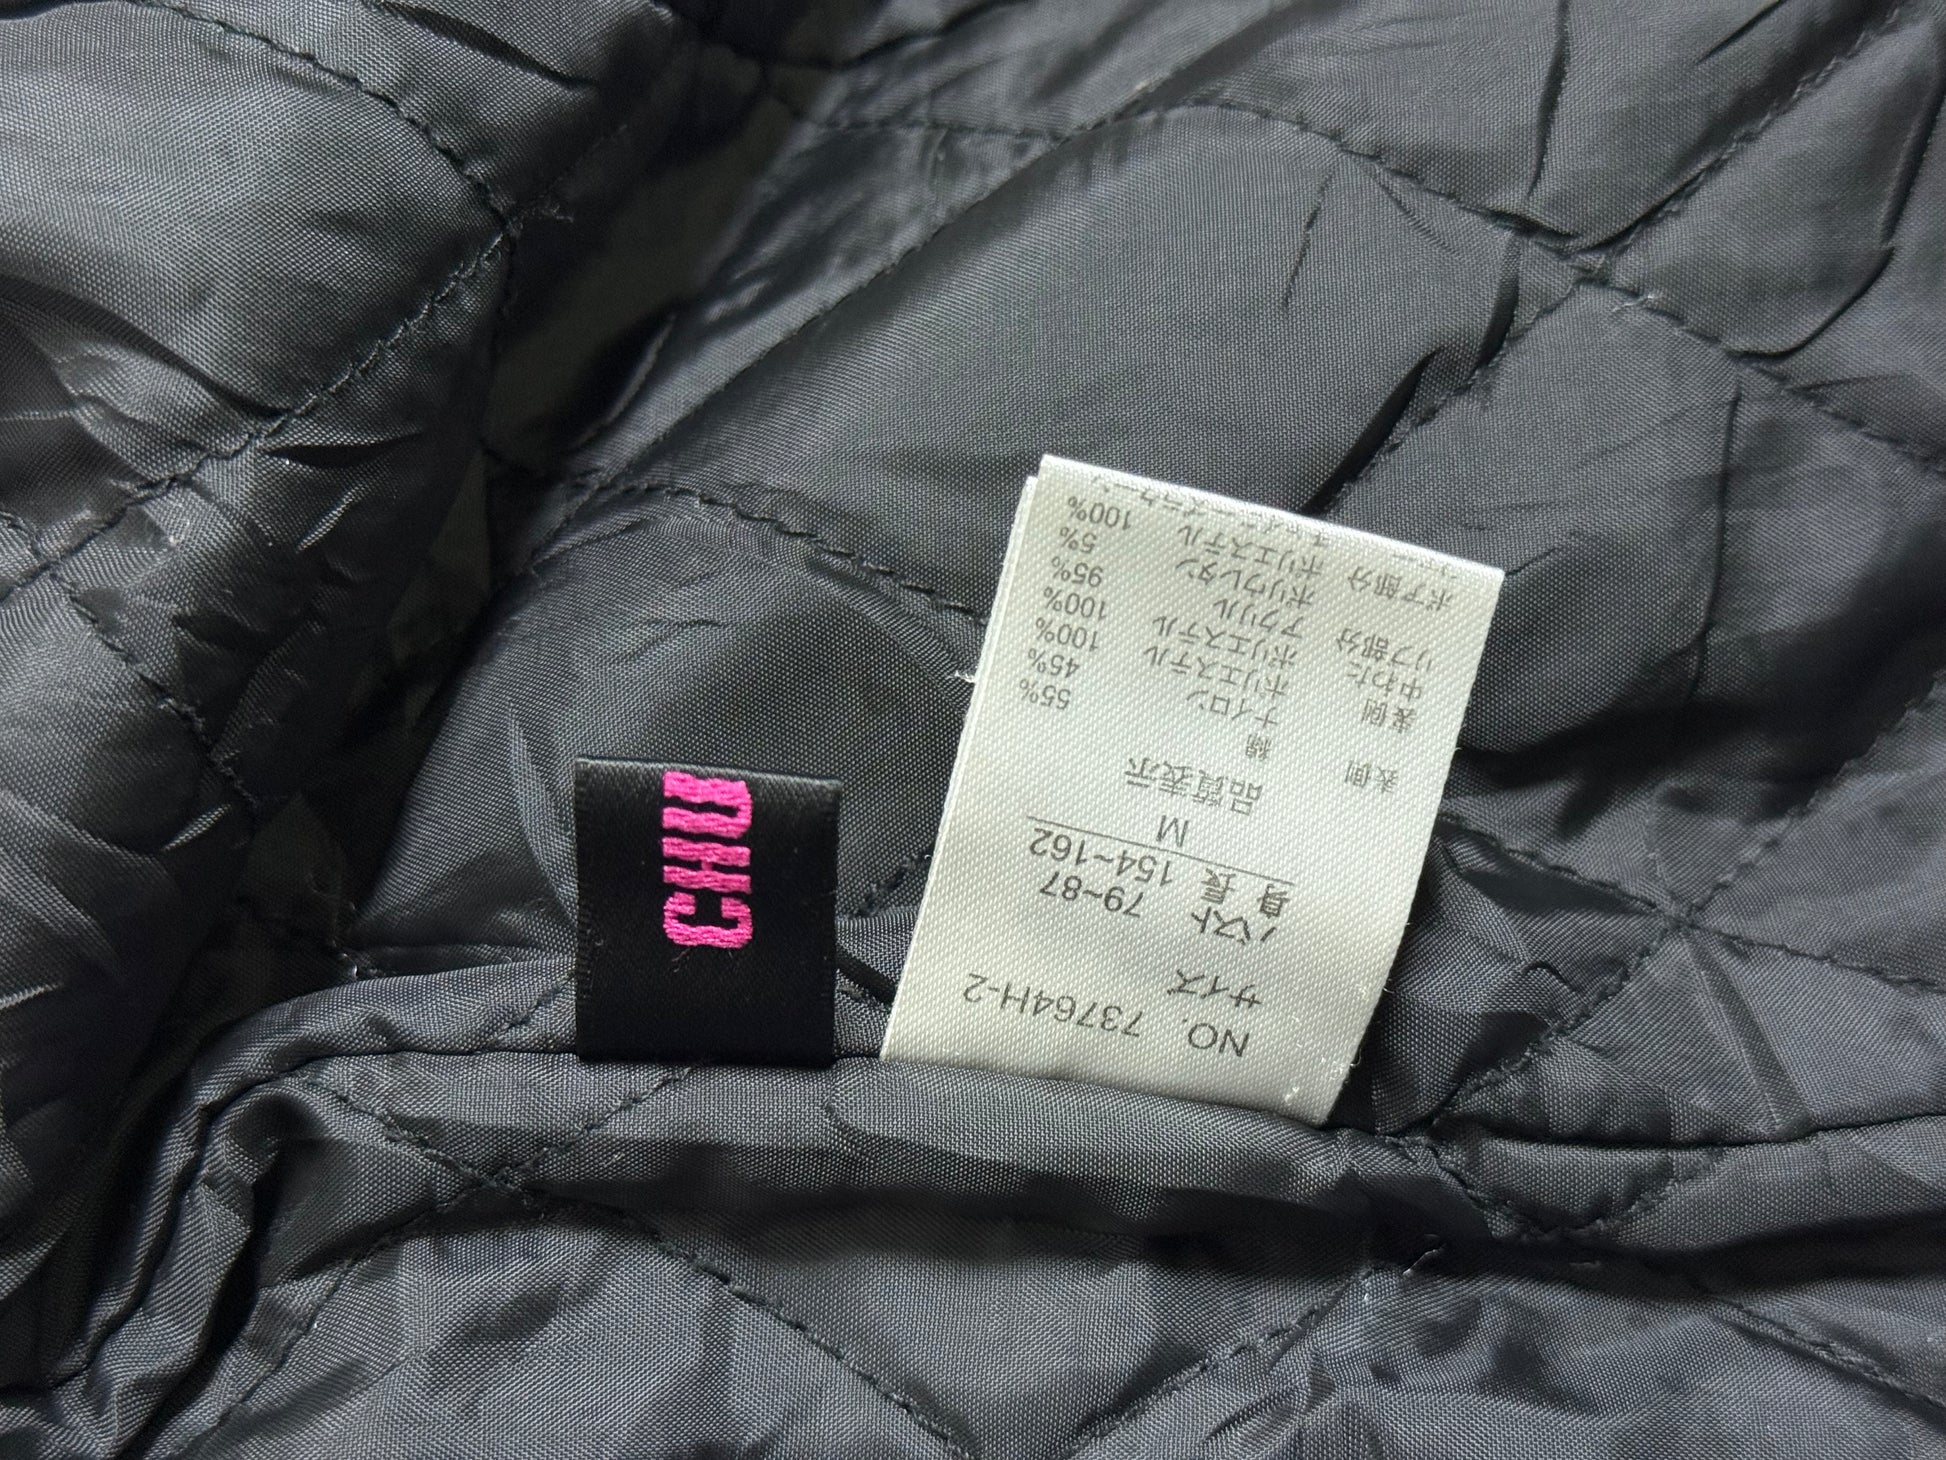 CHU
NO. 73764H-2
サイズ
バスト 79~87
身 長 154~162
M
品質表示
表側 綿 55%
ナイロン 45%
裏側 ポリエステル 100%
中わた ポリエステル 100%
リブ部分 アクリル 95%
ポリウレタン 5%
ボア部分 ポリエステル 100%